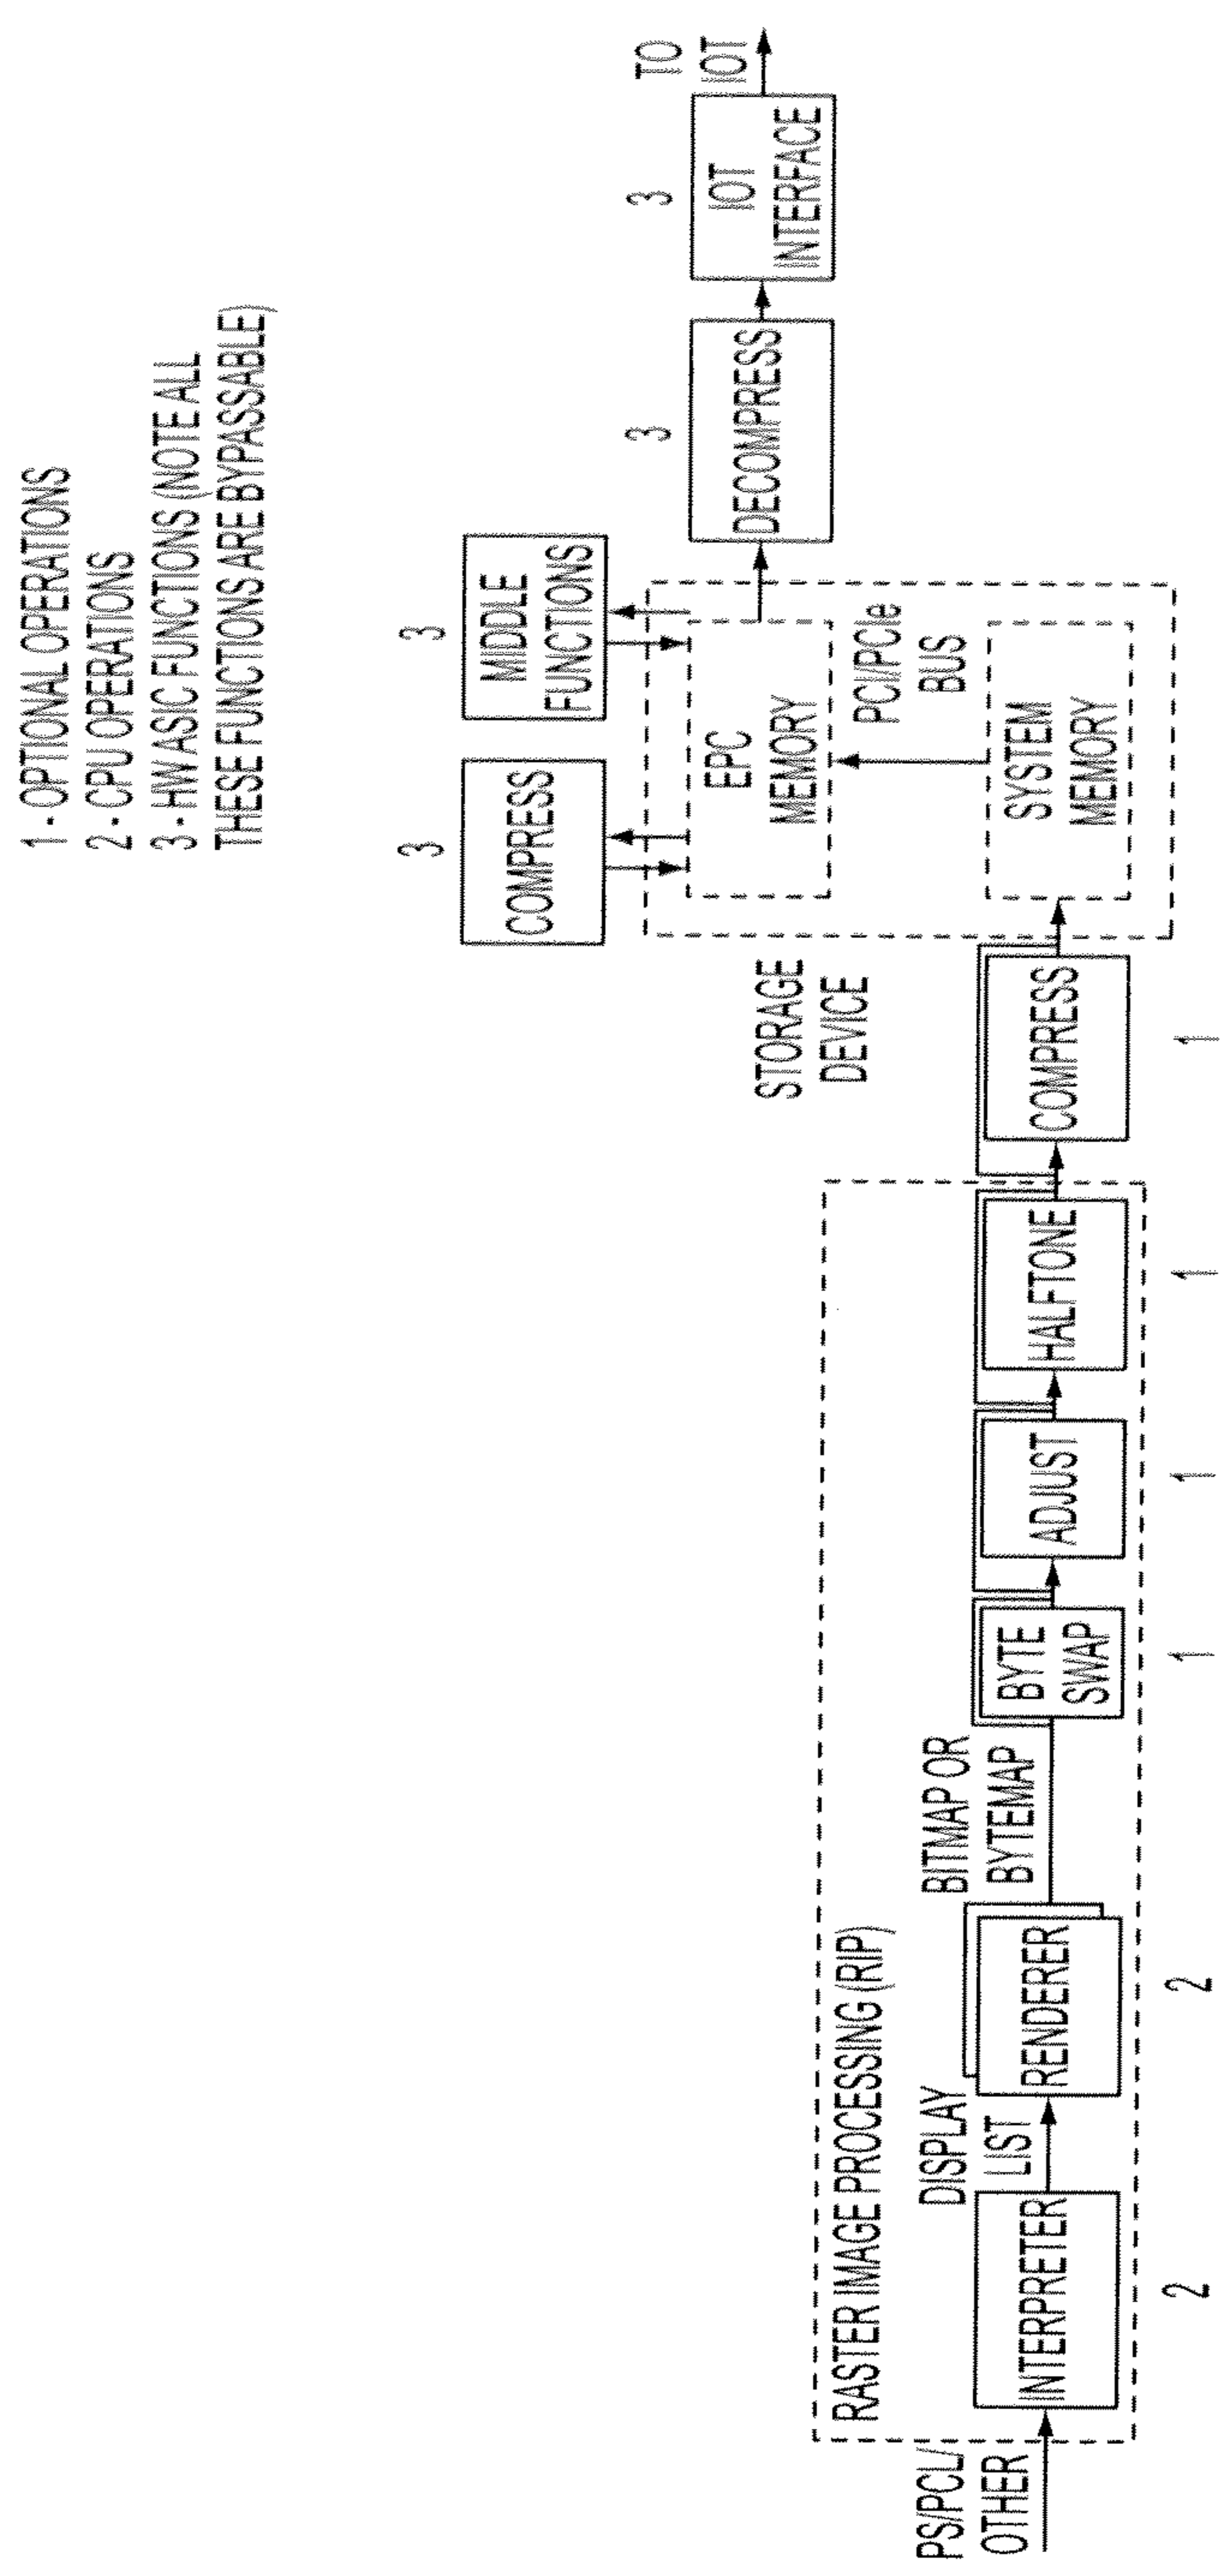 1 - OPTIONAL OPERATIONS
2 - CPU OPERATIONS
3 - HW ASIC FUNCTIONS (NOTE ALL
THESE FUNCTIONS ARE BYPASSABLE)
3
COMPRESS
3
MIDDLE
FUNCTIONS
3
DECOMPRESS
3
IOT
INTERFACE
TO
IOT
STORAGE
DEVICE
EPC
MEMORY
PCI/PCIe
BUS
SYSTEM
MEMORY
RASTER IMAGE PROCESSING (RIP)
PS/PCL/
OTHER
INTERPRETER
2
DISPLAY
LIST
RENDERER
2
BITMAP OR
BYTEMAP
BYTE
SWAP
1
ADJUST
1
HALFTONE
1
COMPRESS
1